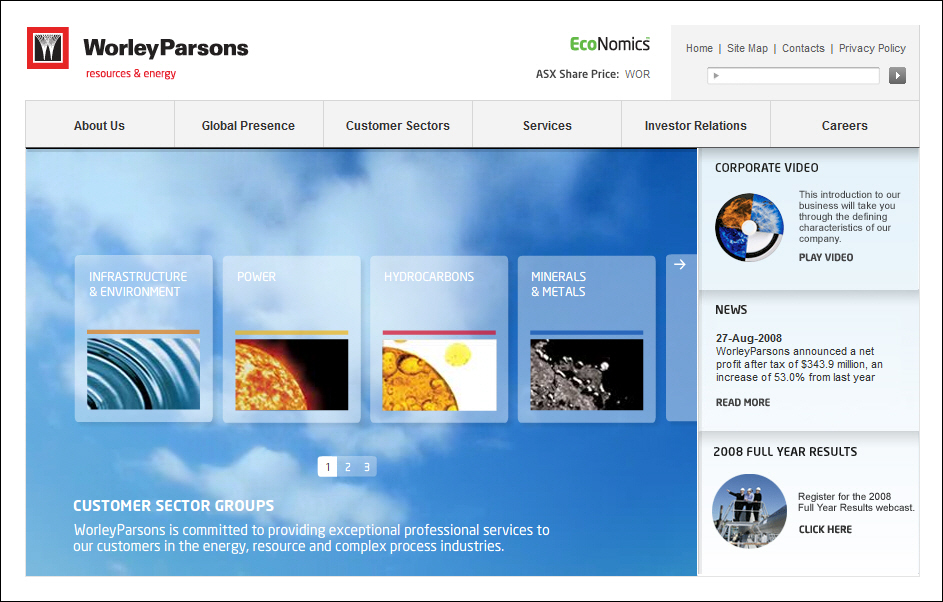 WorleyParsons
resources & energy
EcoNomics
ASX Share Price: WOR
Home | Site Map | Contacts | Privacy Policy
About Us
Global Presence
Customer Sectors
Services
Investor Relations
Careers
INFRASTRUCTURE
& ENVIRONMENT
POWER
HYDROCARBONS
MINERALS
& METALS
1 2 3
CUSTOMER SECTOR GROUPS
WorleyParsons is committed to providing exceptional professional services to
our customers in the energy, resource and complex process industries.
CORPORATE VIDEO
This introduction to our
business will take you
through the defining
characteristics of our
company.
PLAY VIDEO
NEWS
27-Aug-2008
WorleyParsons announced a net
profit after tax of $343.9 million, an
increase of 53.0% from last year
READ MORE
2008 FULL YEAR RESULTS
Register for the 2008
Full Year Results webcast.
CLICK HERE